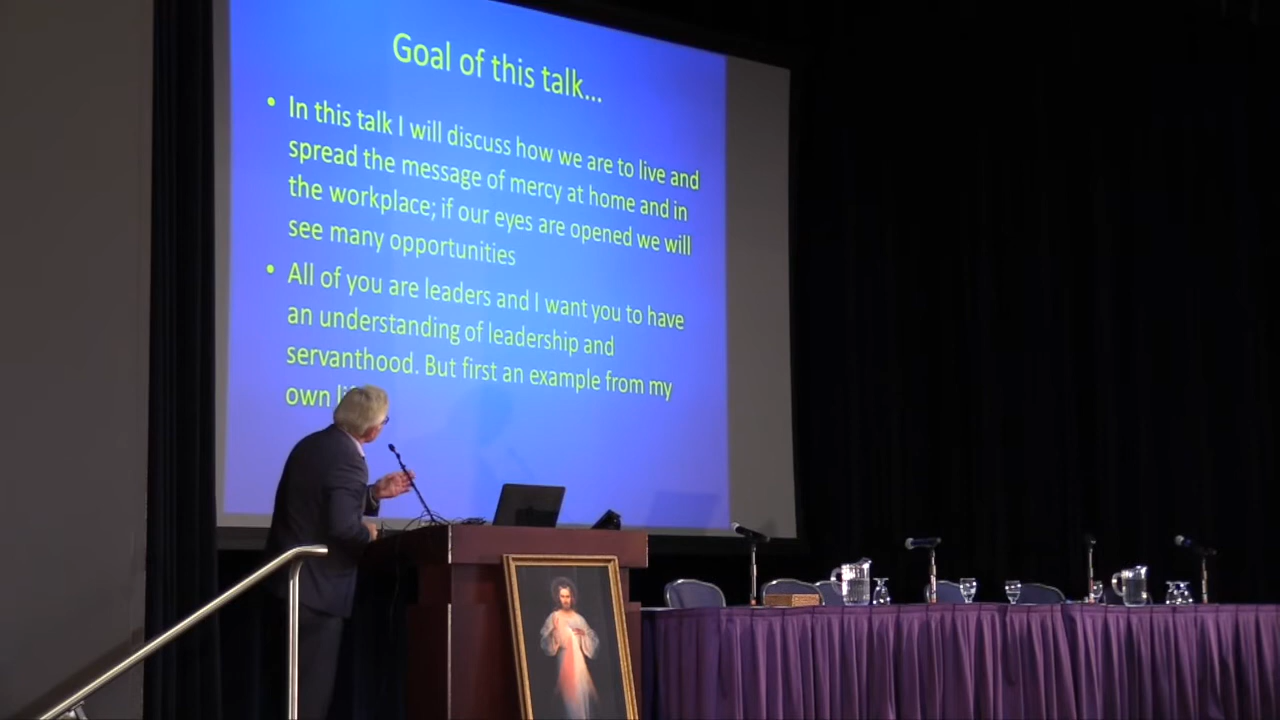 Goal of this talk...
• In this talk I will discuss how we are to live and
spread the message of mercy at home and in
the workplace; if our eyes are opened we will
see many opportunities
• All of you are leaders and I want you to have
an understanding of leadership and
servanthood. But first an example from my
own